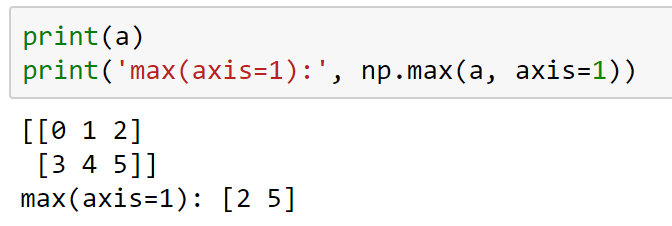 print(a)
print('max(axis=1):', np.max(a, axis=1))
[[0 1 2]
 [3 4 5]]
max(axis=1): [2 5]